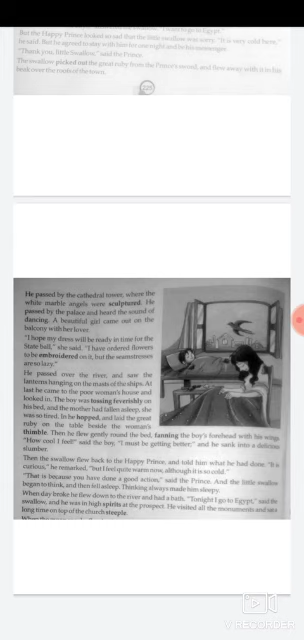 But the Happy Prince looked so sad that the little swallow was sorry. "It is very cold here,"
he said. But he agreed to stay with him for one night and be his messenger.
"Thank you, little Swallow," said the Prince.
The swallow picked out the great ruby from the Prince's sword, and flew away with it in his
beak over the roofs of the town.
He passed by the cathedral tower, where the
white marble angels were sculptured. He
passed by the palace and heard the sound of
dancing. A beautiful girl came out on the
balcony with her lover.
"I hope my dress will be ready in time for the
State ball," she said. "I have ordered flowers
to be embroidered on it, but the seamstresses
are so lazy."
He passed over the river, and saw the
lanterns hanging on the masts of the ships. At
last he came to the poor woman's house and
looked in. The boy was tossing feverishly on
his bed, and the mother had fallen asleep, she
was so tired. In he hopped, and laid the great
ruby on the table beside the woman's
thimble. Then he flew gently round the bed, fanning the boy's forehead with his wings.
"How cool I feel!" said the boy, "I must be getting better;" and he sank into a delicious
slumber.
Then the swallow flew back to the Happy Prince, and told him what he had done. "It is
curious," he remarked, "but I feel quite warm now, although it is so cold."
"That is because you have done a good action," said the Prince. And the little swallow
began to think, and then fell asleep. Thinking always made him sleepy.
When day broke he flew down to the river and had a bath. "Tonight I go to Egypt," said the
swallow, and he was in high spirits at the prospect. He visited all the monuments and sat a
long time on top of the church steeple.
V RECORDER